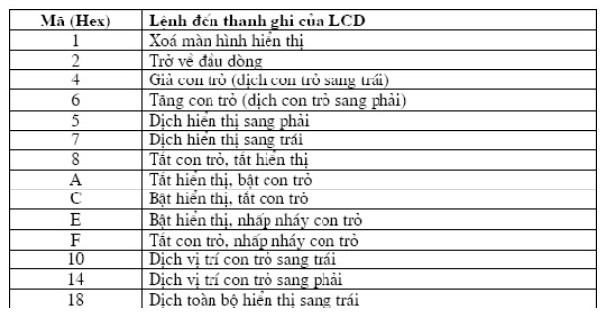 Mã (Hex) Lệnh đến thanh ghi của LCD
1 Xoá màn hình hiển thị
2 Trở về đầu dòng
4 Giả con trỏ (dịch con trỏ sang trái)
6 Tăng con trỏ (dịch con trỏ sang phải)
5 Dịch hiển thị sang phải
7 Dịch hiển thị sang trái
8 Tắt con trỏ, tắt hiển thị
A Tắt hiển thị, bật con trỏ
C Bật hiển thị, tắt con trỏ
E Bật hiển thị, nhấp nháy con trỏ
F Tắt con trỏ, nhấp nháy con trỏ
10 Dịch vị trí con trỏ sang trái
14 Dịch vị trí con trỏ sang phải
18 Dịch toàn bộ hiển thị sang trái